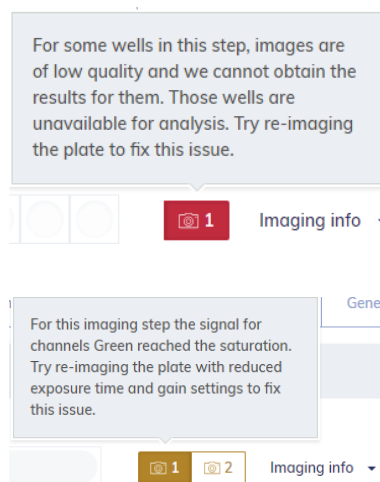 For some wells in this step, images are
of low quality and we cannot obtain the
results for them. Those wells are
unavailable for analysis. Try re-imaging
the plate to fix this issue.
1 Imaging info
Gene
For this imaging step the signal for
channels Green reached the saturation.
Try re-imaging the plate with reduced
exposure time and gain settings to fix
this issue.
1 2 Imaging info